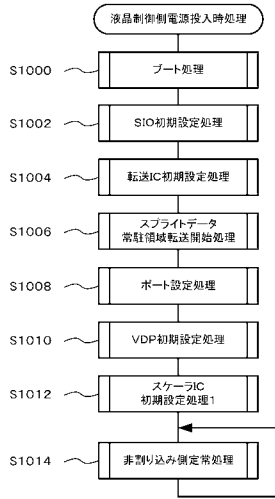 液晶制御側電源投入時処理
S1000
ブート処理
S1002
SIO初期設定処理
S1004
転送IC初期設定処理
S1006
スプライトデータ
常駐領域転送開始処理
S1008
ポート設定処理
S1010
VDP初期設定処理
S1012
スケーラIC
初期設定処理1
S1014
非割り込み側定常処理